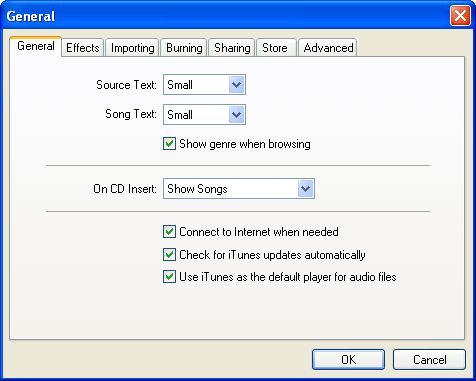 General
General Effects Importing Burning Sharing Store Advanced
Source Text: Small
Song Text: Small
Show genre when browsing
On CD Insert: Show Songs
Connect to Internet when needed
Check for iTunes updates automatically
Use iTunes as the default player for audio files
OK Cancel